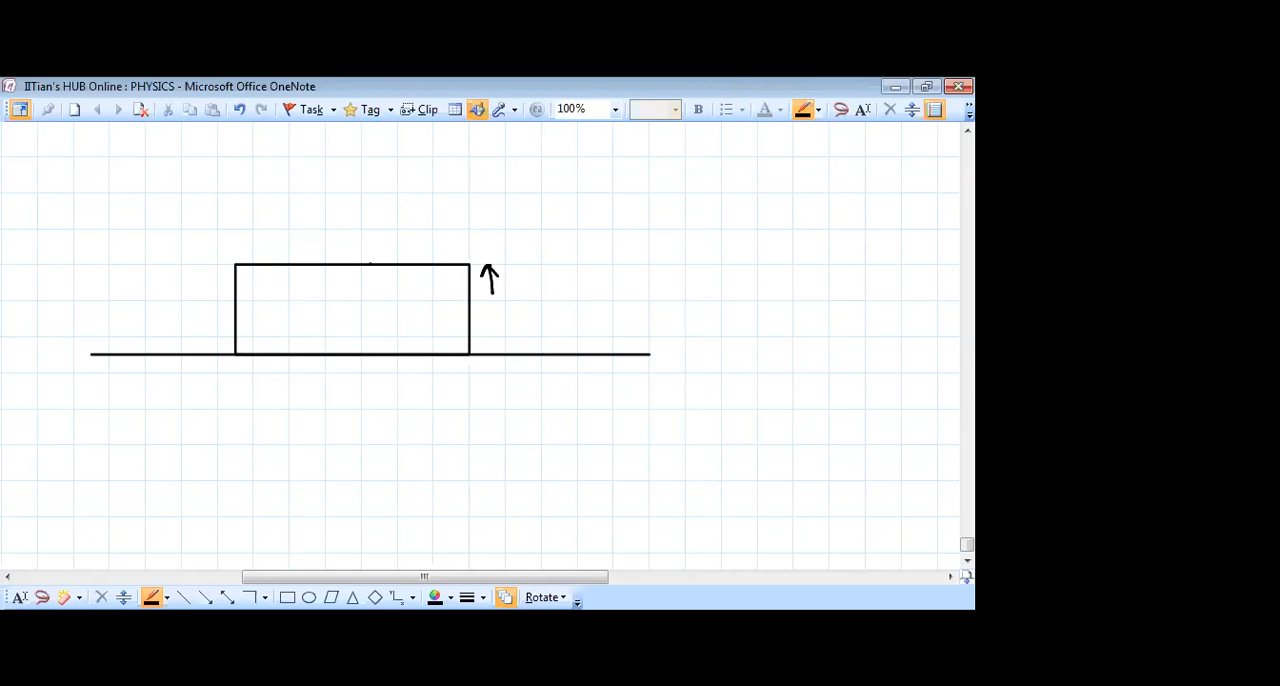 IITian's HUB Online : PHYSICS - Microsoft Office OneNote
Task Tag Clip 100% B A A
A Rotate